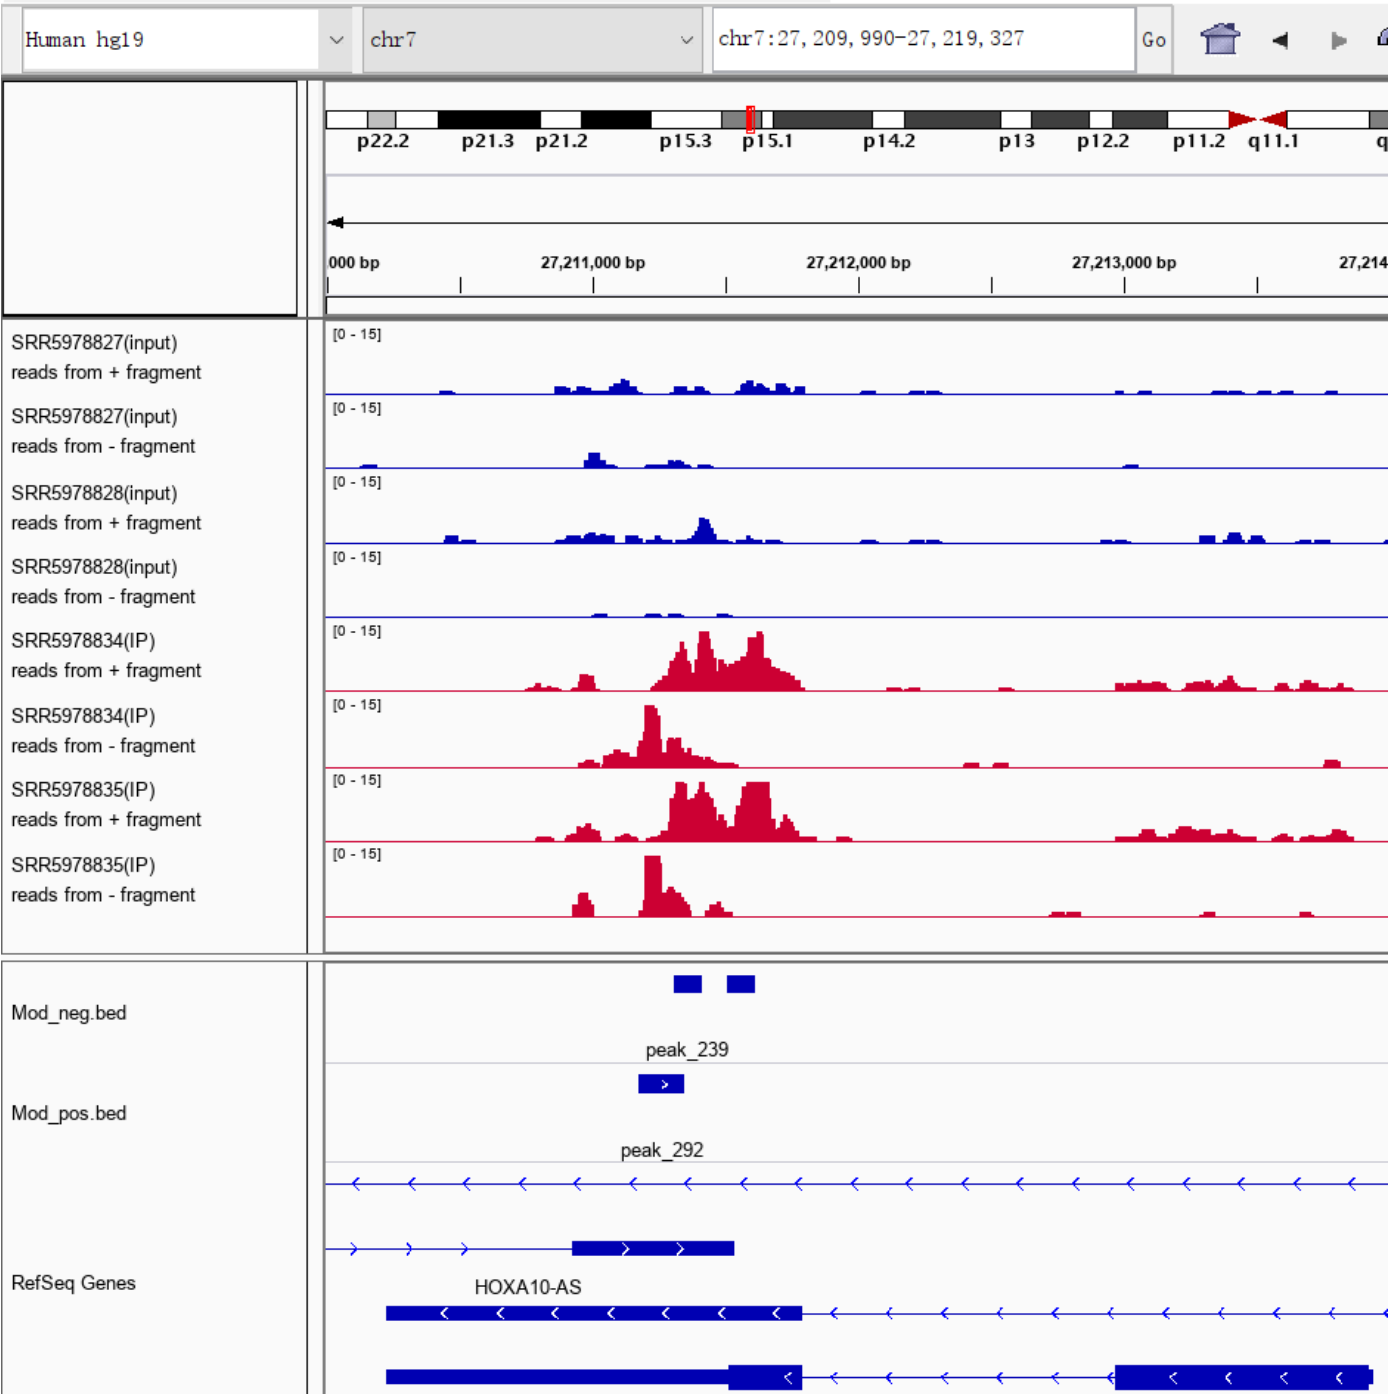 Human hg19
chr7
chr7:27,209,990-27,219,327
Go
p22.2 p21.3 p21.2 p15.3 p15.1 p14.2 p13 p12.2 p11.2 q11.1 q
.000 bp 27,211,000 bp 27,212,000 bp 27,213,000 bp 27,214
SRR5978827(input)
reads from + fragment
[0 - 15]
SRR5978827(input)
reads from - fragment
[0 - 15]
SRR5978828(input)
reads from + fragment
[0 - 15]
SRR5978828(input)
reads from - fragment
[0 - 15]
SRR5978834(IP)
reads from + fragment
[0 - 15]
SRR5978834(IP)
reads from - fragment
[0 - 15]
SRR5978835(IP)
reads from + fragment
[0 - 15]
SRR5978835(IP)
reads from - fragment
[0 - 15]
Mod_neg.bed
peak_239
Mod_pos.bed
peak_292
RefSeq Genes
HOXA10-AS